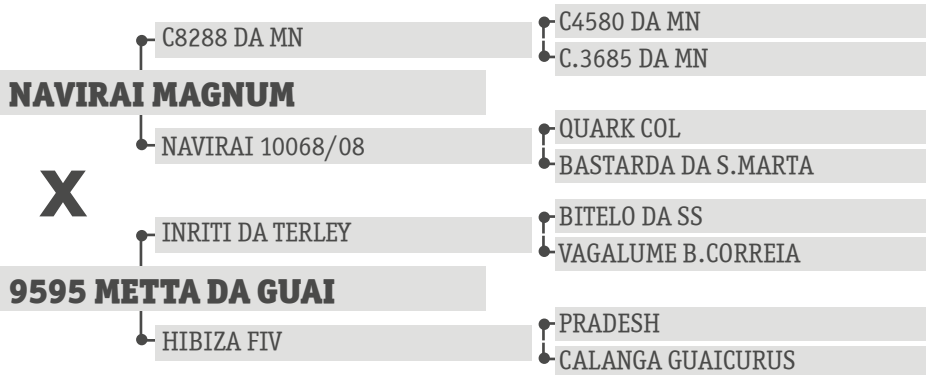 C4580 DA MN
C8288 DA MN
C.3685 DA MN
NAVIRAI MAGNUM
QUARK COL
NAVIRAI 10068/08
BASTARDA DA S.MARTA
X
BITELO DA SS
INRITI DA TERLEY
VAGALUME B.CORREIA
9595 METTA DA GUAI
PRADESH
HIBIZA FIV
CALANGA GUAICURUS